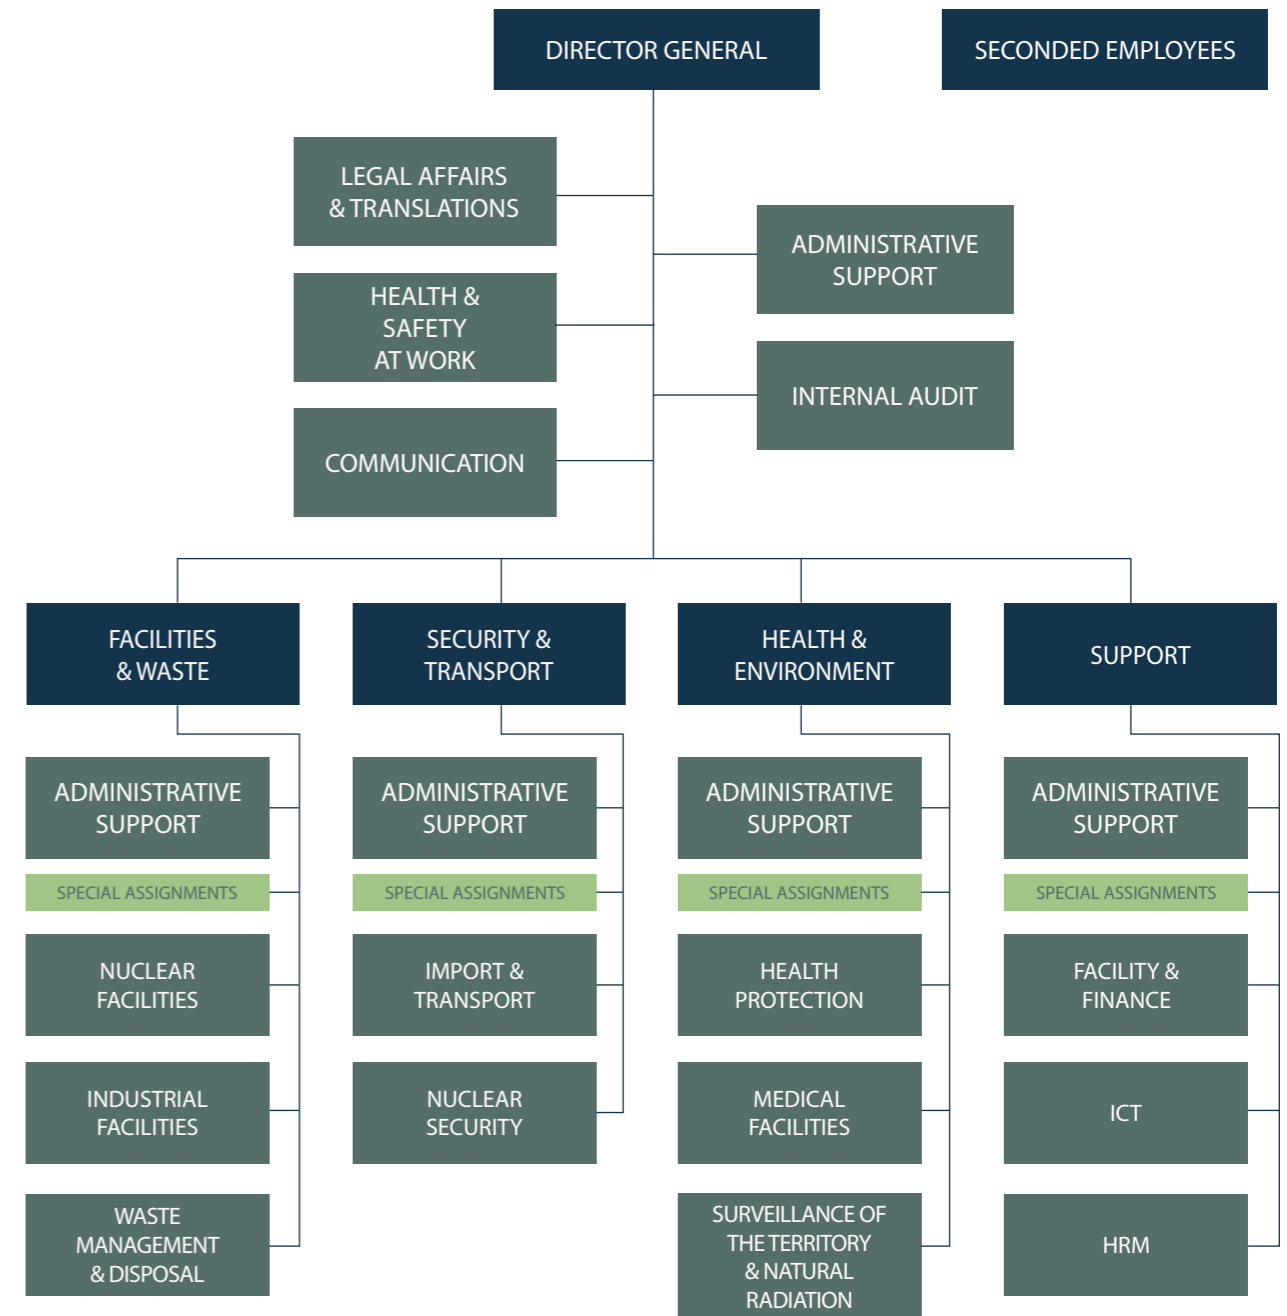 DIRECTOR GENERAL
SECONDED EMPLOYEES
LEGAL AFFAIRS
& TRANSLATIONS
ADMINISTRATIVE
SUPPORT
HEALTH &
SAFETY
AT WORK
INTERNAL AUDIT
COMMUNICATION
FACILITIES
& WASTE
SECURITY &
TRANSPORT
HEALTH &
ENVIRONMENT
SUPPORT
ADMINISTRATIVE
SUPPORT
SPECIAL ASSIGNMENTS
NUCLEAR
FACILITIES
INDUSTRIAL
FACILITIES
WASTE
MANAGEMENT
& DISPOSAL
ADMINISTRATIVE
SUPPORT
SPECIAL ASSIGNMENTS
IMPORT &
TRANSPORT
NUCLEAR
SECURITY
ADMINISTRATIVE
SUPPORT
SPECIAL ASSIGNMENTS
HEALTH
PROTECTION
MEDICAL
FACILITIES
SURVEILLANCE OF
THE TERRITORY
& NATURAL
RADIATION
ADMINISTRATIVE
SUPPORT
SPECIAL ASSIGNMENTS
FACILITY &
FINANCE
ICT
HRM